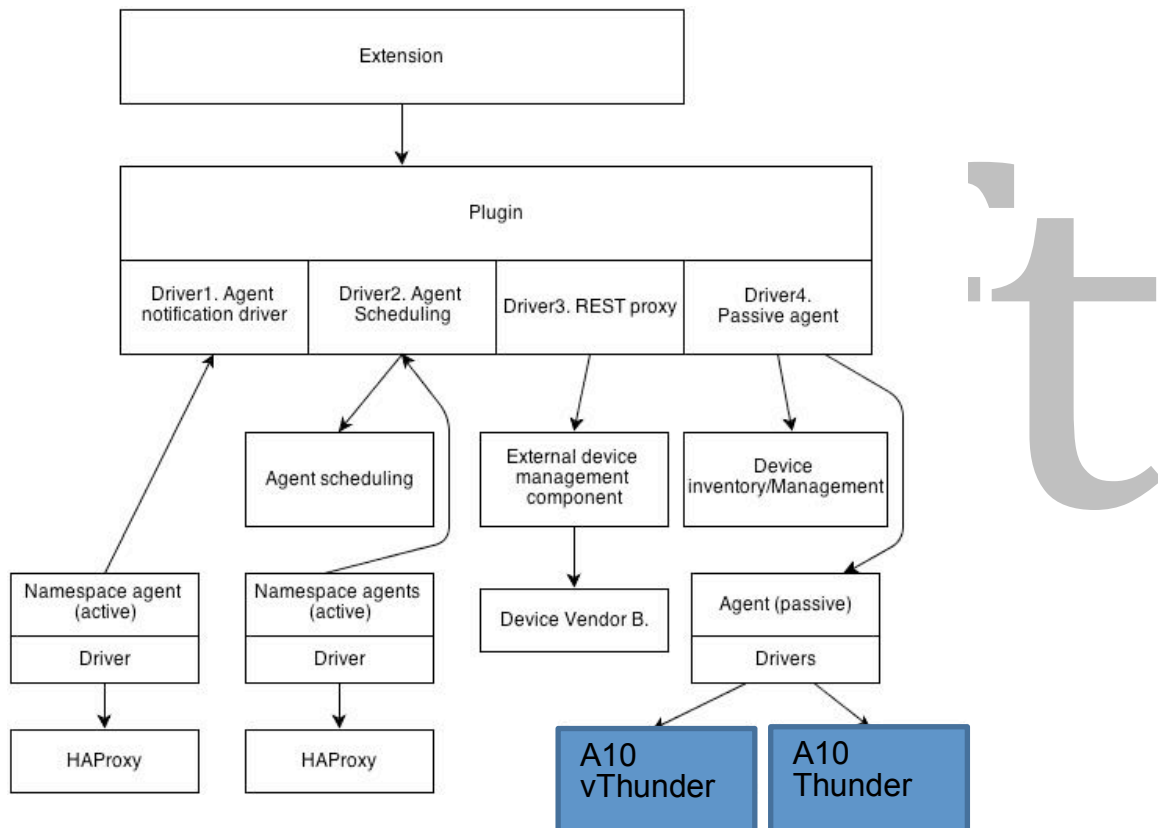 Extension
Plugin
Driver1. Agent
notification driver
Driver2. Agent
Scheduling
Driver3. REST proxy
Driver4.
Passive agent
Agent scheduling
External device
management
component
Device
inventory/Management
Namespace agent
(active)
Driver
Namespace agents
(active)
Driver
Device Vendor B.
Agent (passive)
Drivers
HAProxy
HAProxy
A10
vThunder
A10
Thunder
t